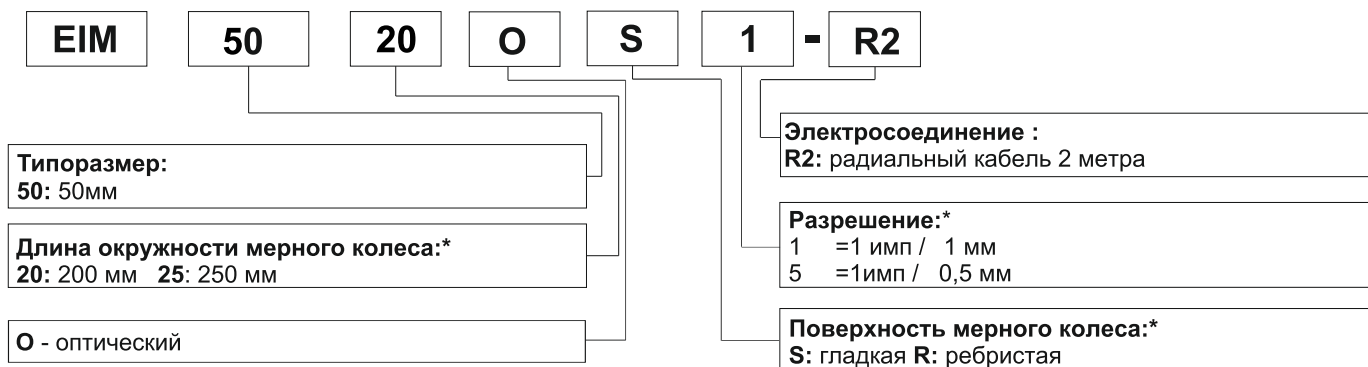 EIM 50 20 O S 1 - R2
Типоразмер:
50: 50мм
Длина окружности мерного колеса:*
20: 200 мм 25: 250 мм
O - оптический
Электросоединение :
R2: радиальный кабель 2 метра
Разрешение:*
1 =1 имп / 1 мм
5 =1имп / 0,5 мм
Поверхность мерного колеса:*
S: гладкая R: ребристая